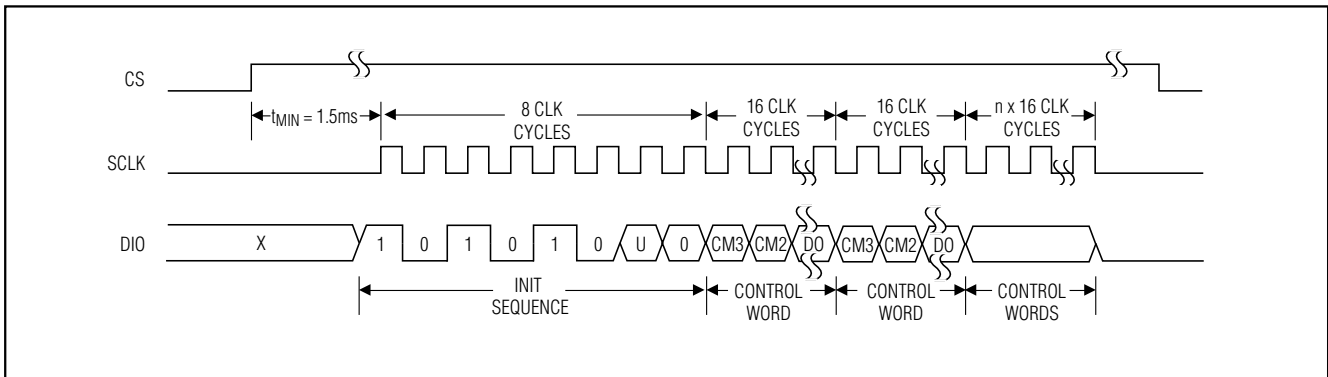 CS
tMIN = 1.5ms
8 CLK
CYCLES
16 CLK
CYCLES
16 CLK
CYCLES
n x 16 CLK
CYCLES
SCLK
DIO
X
1 0 1 0 1 0 U 0 CM3 CM2 D0 CM3 CM2 D0
INIT
SEQUENCE
CONTROL
WORD
CONTROL
WORD
CONTROL
WORDS